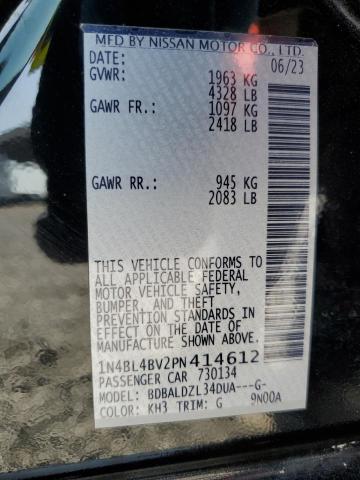 MFD BY NISSAN MOTOR CO., LTD.
DATE: 06/23
GVWR: 1963 KG
4328 LB
GAWR FR.: 1097 KG
2418 LB
GAWR RR.: 945 KG
2083 LB
THIS VEHICLE CONFORMS TO
ALL APPLICABLE FEDERAL
MOTOR VEHICLE SAFETY,
BUMPER, AND THEFT
PREVENTION STANDARDS IN
EFFECT ON THE DATE OF
MANUFACTURE SHOWN ABOVE.
1N4BL4BV2PN414612
PASSENGER CAR 730134
MODEL: BDBALDZL34DUA---G-
COLOR: KH3 TRIM: G 9N00A